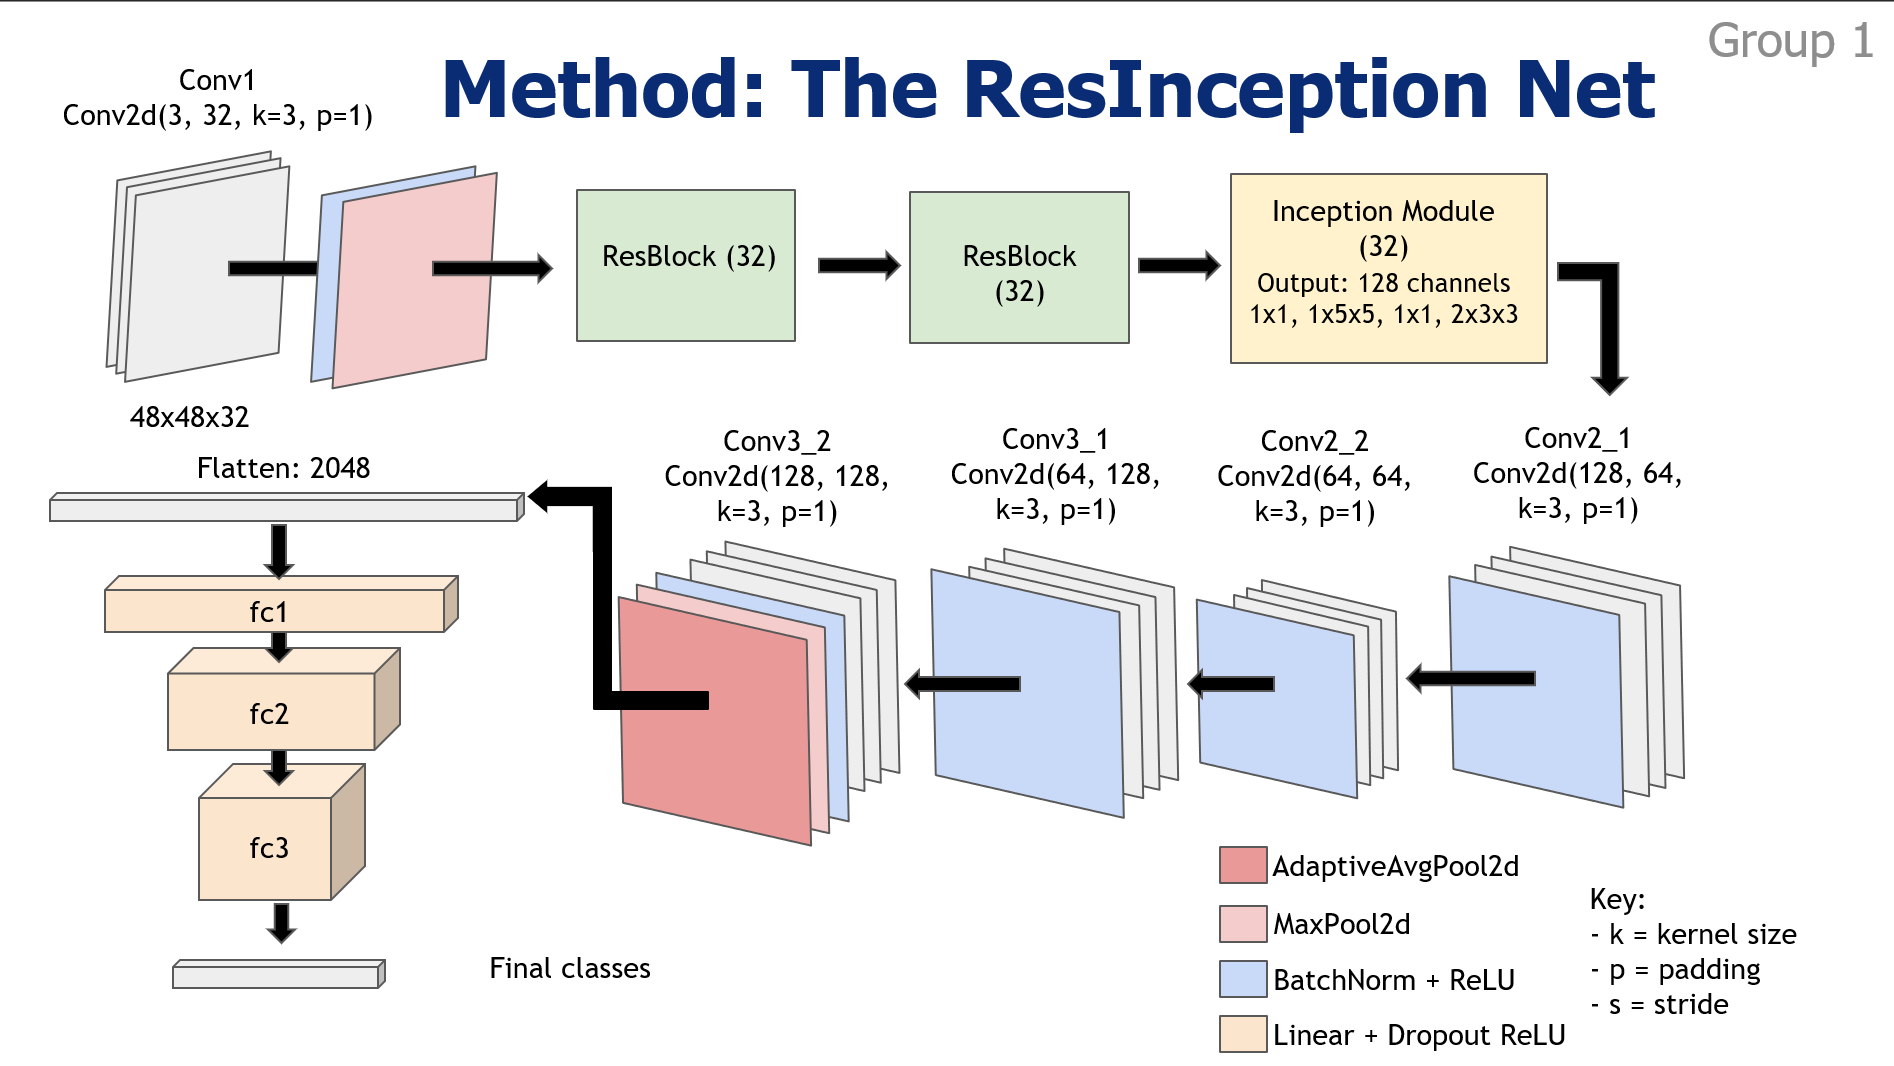 Group 1
Method: The ResInception Net
Conv1
Conv2d(3, 32, k=3, p=1)
48x48x32
ResBlock (32)
ResBlock
(32)
Inception Module
(32)
Output: 128 channels
1x1, 1x5x5, 1x1, 2x3x3
Conv2_1
Conv2d(128, 64,
k=3, p=1)
Conv2_2
Conv2d(64, 64,
k=3, p=1)
Conv3_1
Conv2d(64, 128,
k=3, p=1)
Conv3_2
Conv2d(128, 128,
k=3, p=1)
Flatten: 2048
fc1
fc2
fc3
Final classes
AdaptiveAvgPool2d
MaxPool2d
BatchNorm + ReLU
Linear + Dropout ReLU
Key:
- k = kernel size
- p = padding
- s = stride